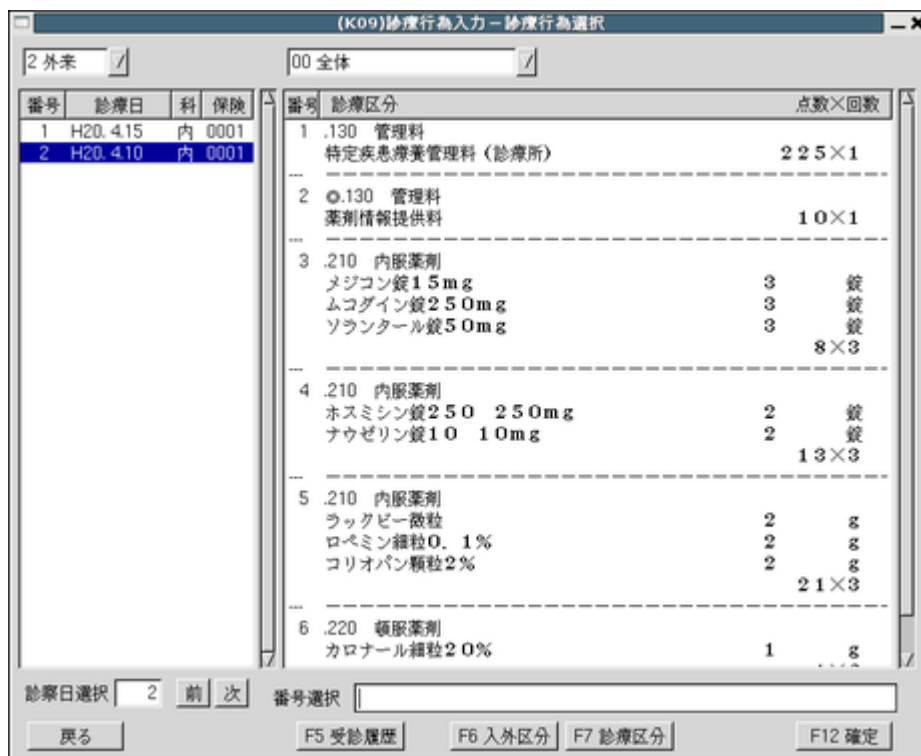 (K09)診療行為入力－診療行為選択
2 外来
00 全体
番号 診療日 科 保険
1 H20. 4.15 内 0001
2 H20. 4.10 内 0001
番号 診療区分 点数×回数
1 .130 管理料
特定疾患療養管理料（診療所） ２２５×１
2 ◎.130 管理料
薬剤情報提供料 １０×１
3 .210 内服薬剤
メジコン錠１５ｍｇ ３ 錠
ムコダイン錠２５０ｍｇ ３ 錠
ソランタール錠５０ｍｇ ３ 錠
８×３
4 .210 内服薬剤
ホスミシン錠２５０ ２５０ｍｇ ２ 錠
ナウゼリン錠１０ １０ｍｇ ２ 錠
１３×３
5 .210 内服薬剤
ラックビー微粒 ２ ｇ
ロペミン細粒０．１％ ２ ｇ
コリオパン顆粒２％ ２ ｇ
２１×３
6 .220 頓服薬剤
カロナール細粒２０％ １ ｇ
診察日選択 2 前 次 番号選択
戻る F5 受診履歴 F6 入外区分 F7 診療区分 F12 確定